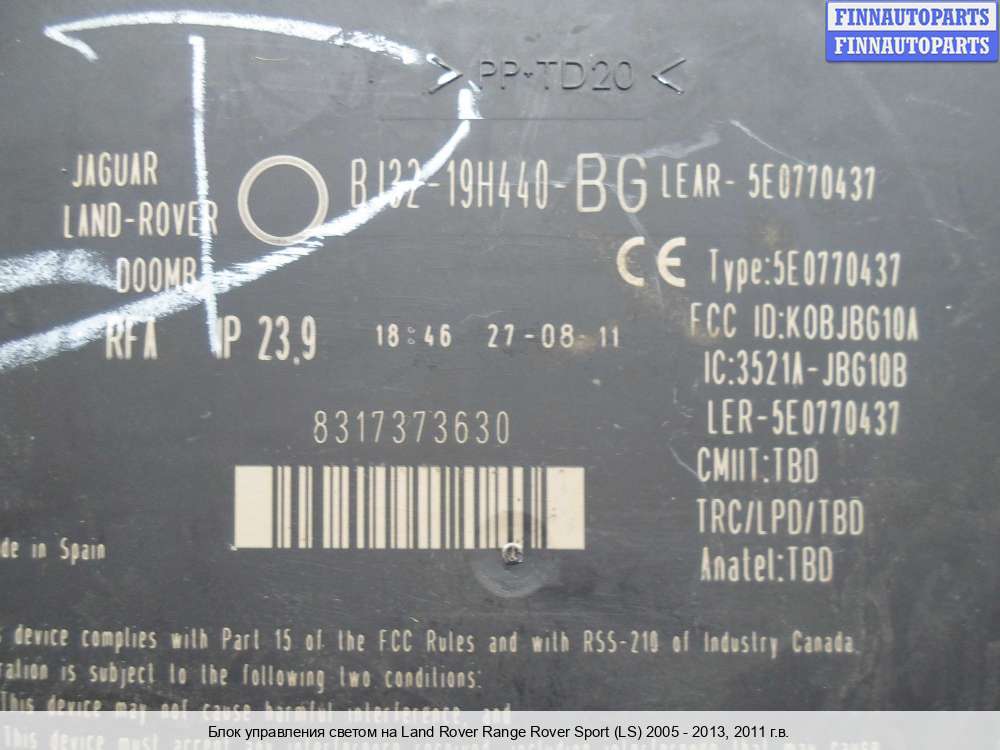 FINNAUTOPARTS
FINNAUTOPARTS
> PP-TD20 <
JAGUAR
LAND-ROVER
BJ32-19H440-BG LEAR- 5E0770437
CE Type:5E0770437
FCC ID:KOBJBG10A
RFA 23,9 18:46 27-08-11
IC:3521A-JBG10B
8317373630
LER-5E0770437
CMIIT:TBD
TRC/LPD/TBD
in Spain
Anatel:TBD
device complies with Part 15 of the FCC Rules and with RSS-210 of Industry Canada
is subject to the following two conditions:
This device may not cause harmful interference, and
This device must
Блок управления светом на Land Rover Range Rover Sport (LS) 2005 - 2013, 2011 г.в.